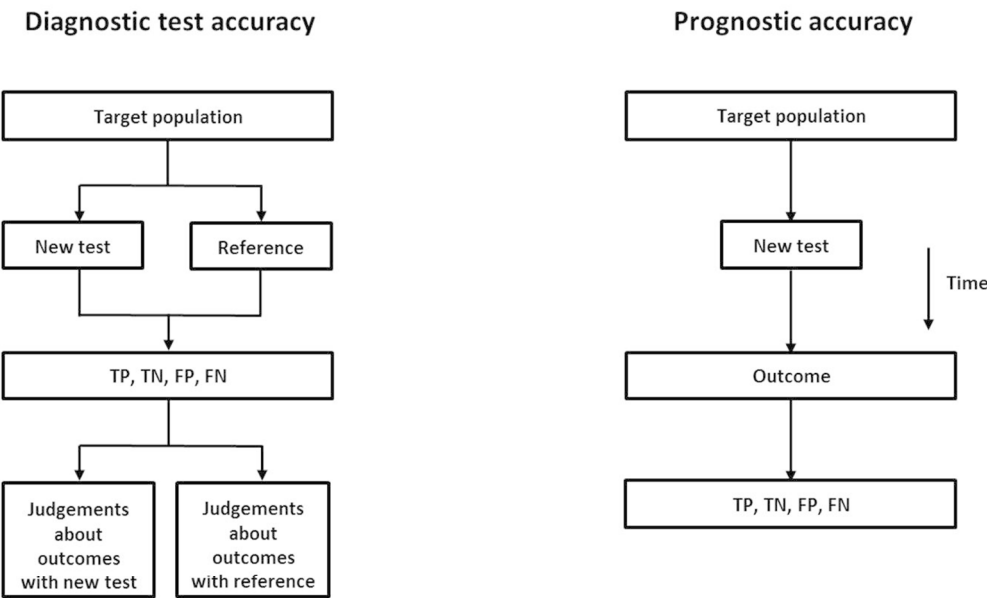 Diagnostic test accuracy
Target population
New test
Reference
TP, TN, FP, FN
Judgements
about
outcomes
with new test
Judgements
about
outcomes
with reference
Prognostic accuracy
Target population
New test
Time
Outcome
TP, TN, FP, FN